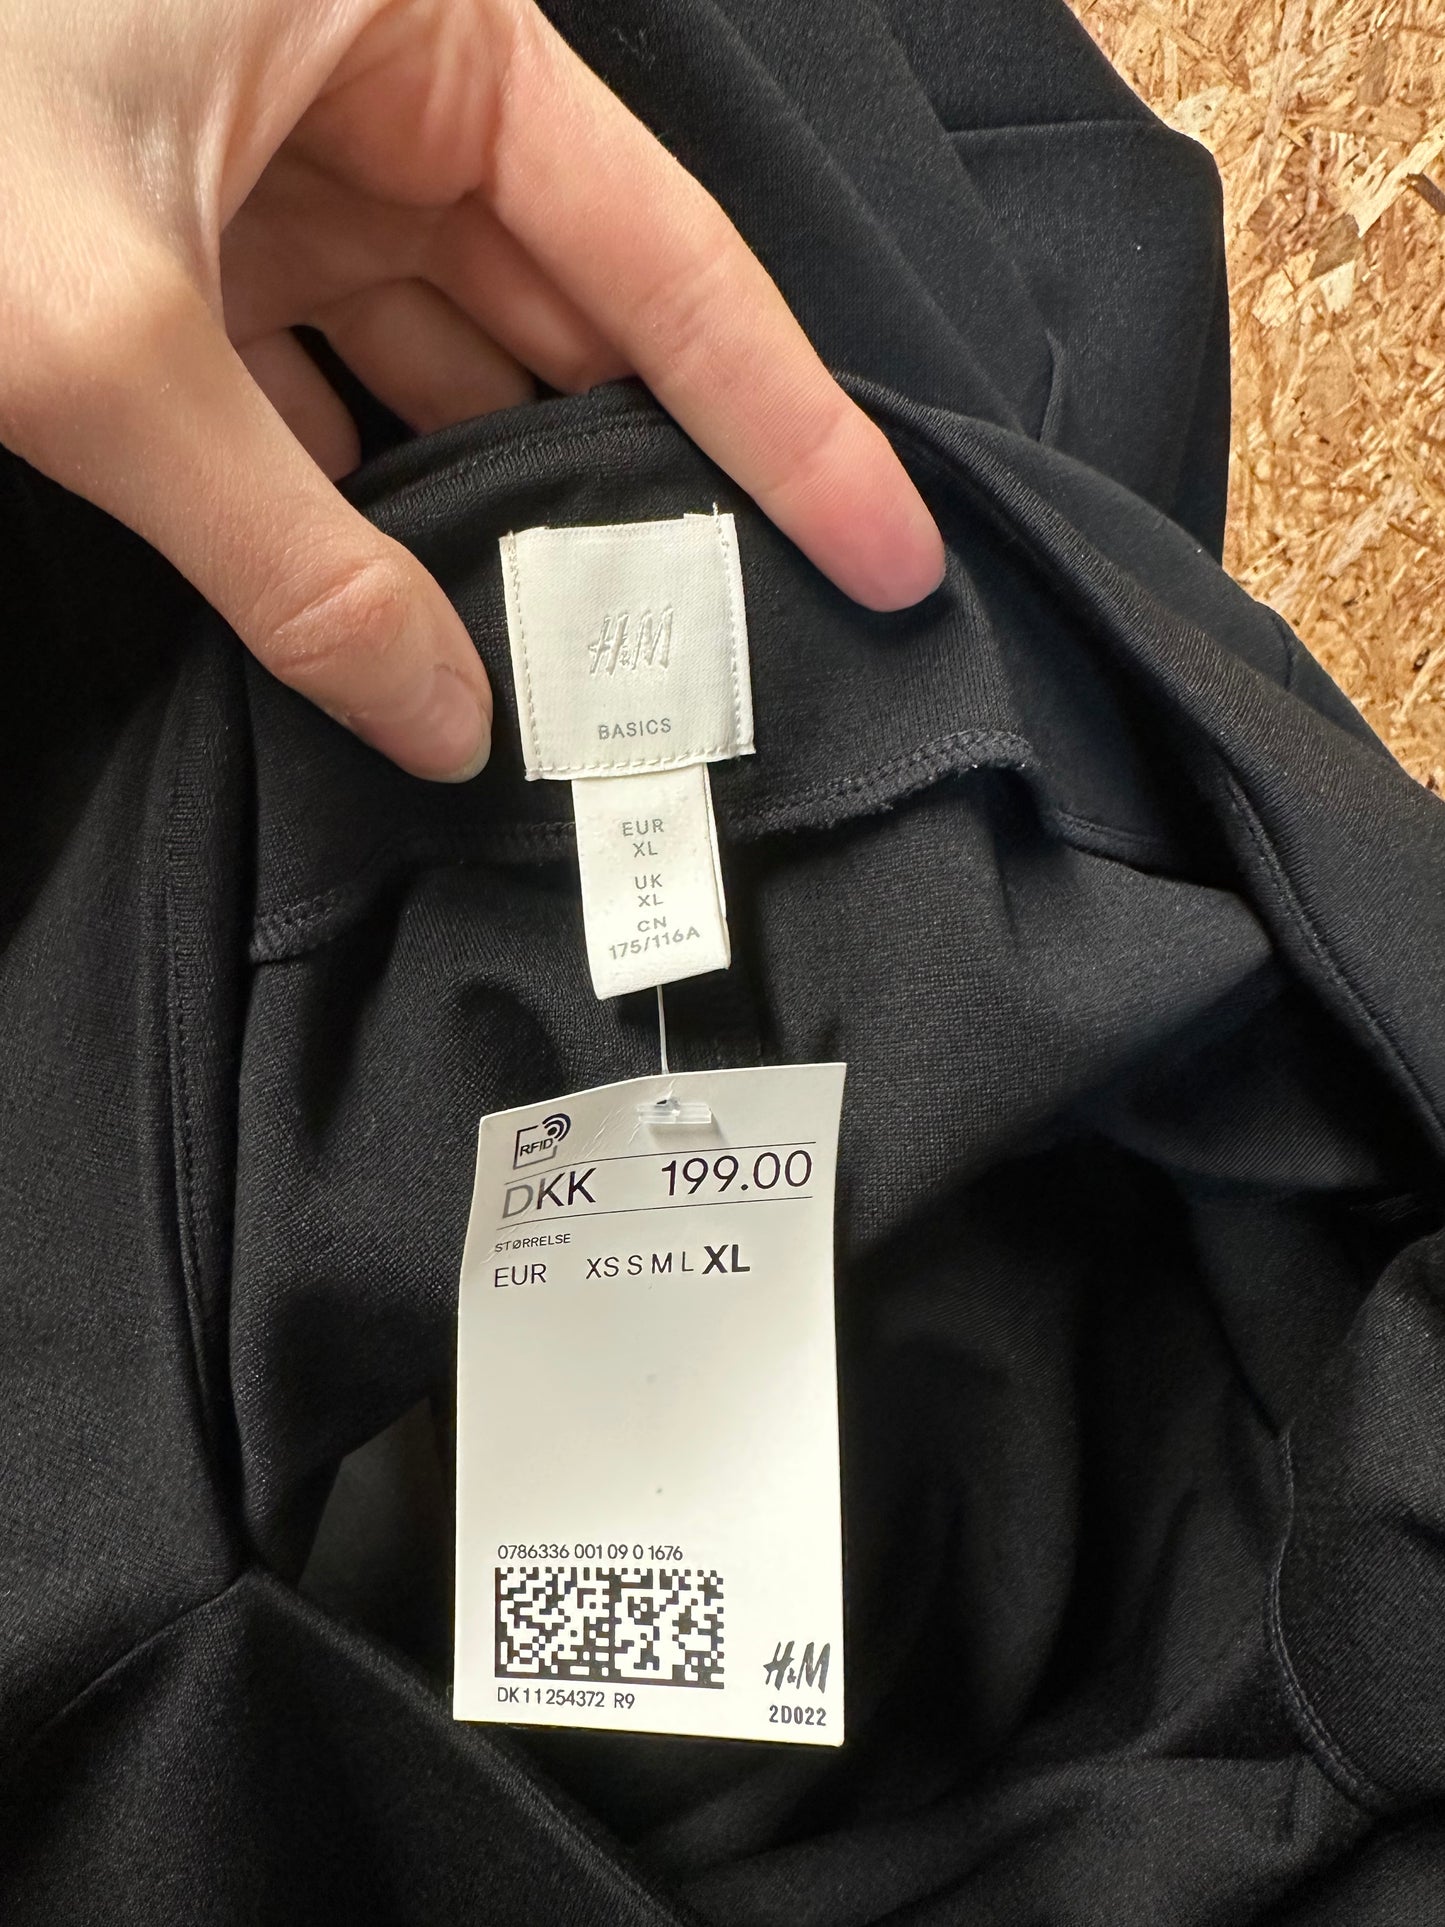 H&M
BASICS
EUR
XL
UK
XL
CN
175/116A
RFID
DKK 199.00
STØRRELSE
EUR XS S M L XL
0786336 001 09 0 1676
DK11254372 R9
H&M
2D022